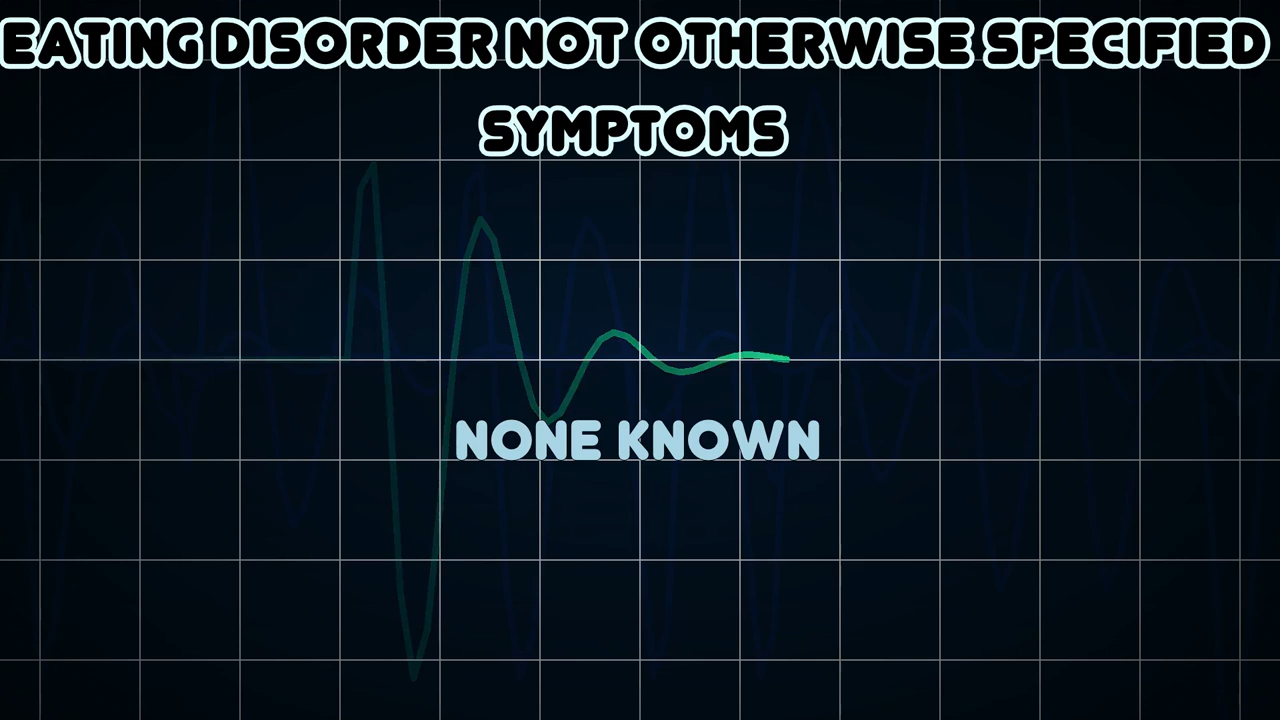 EATING DISORDER NOT OTHERWISE SPECIFIED
SYMPTOMS
NONE KNOWN